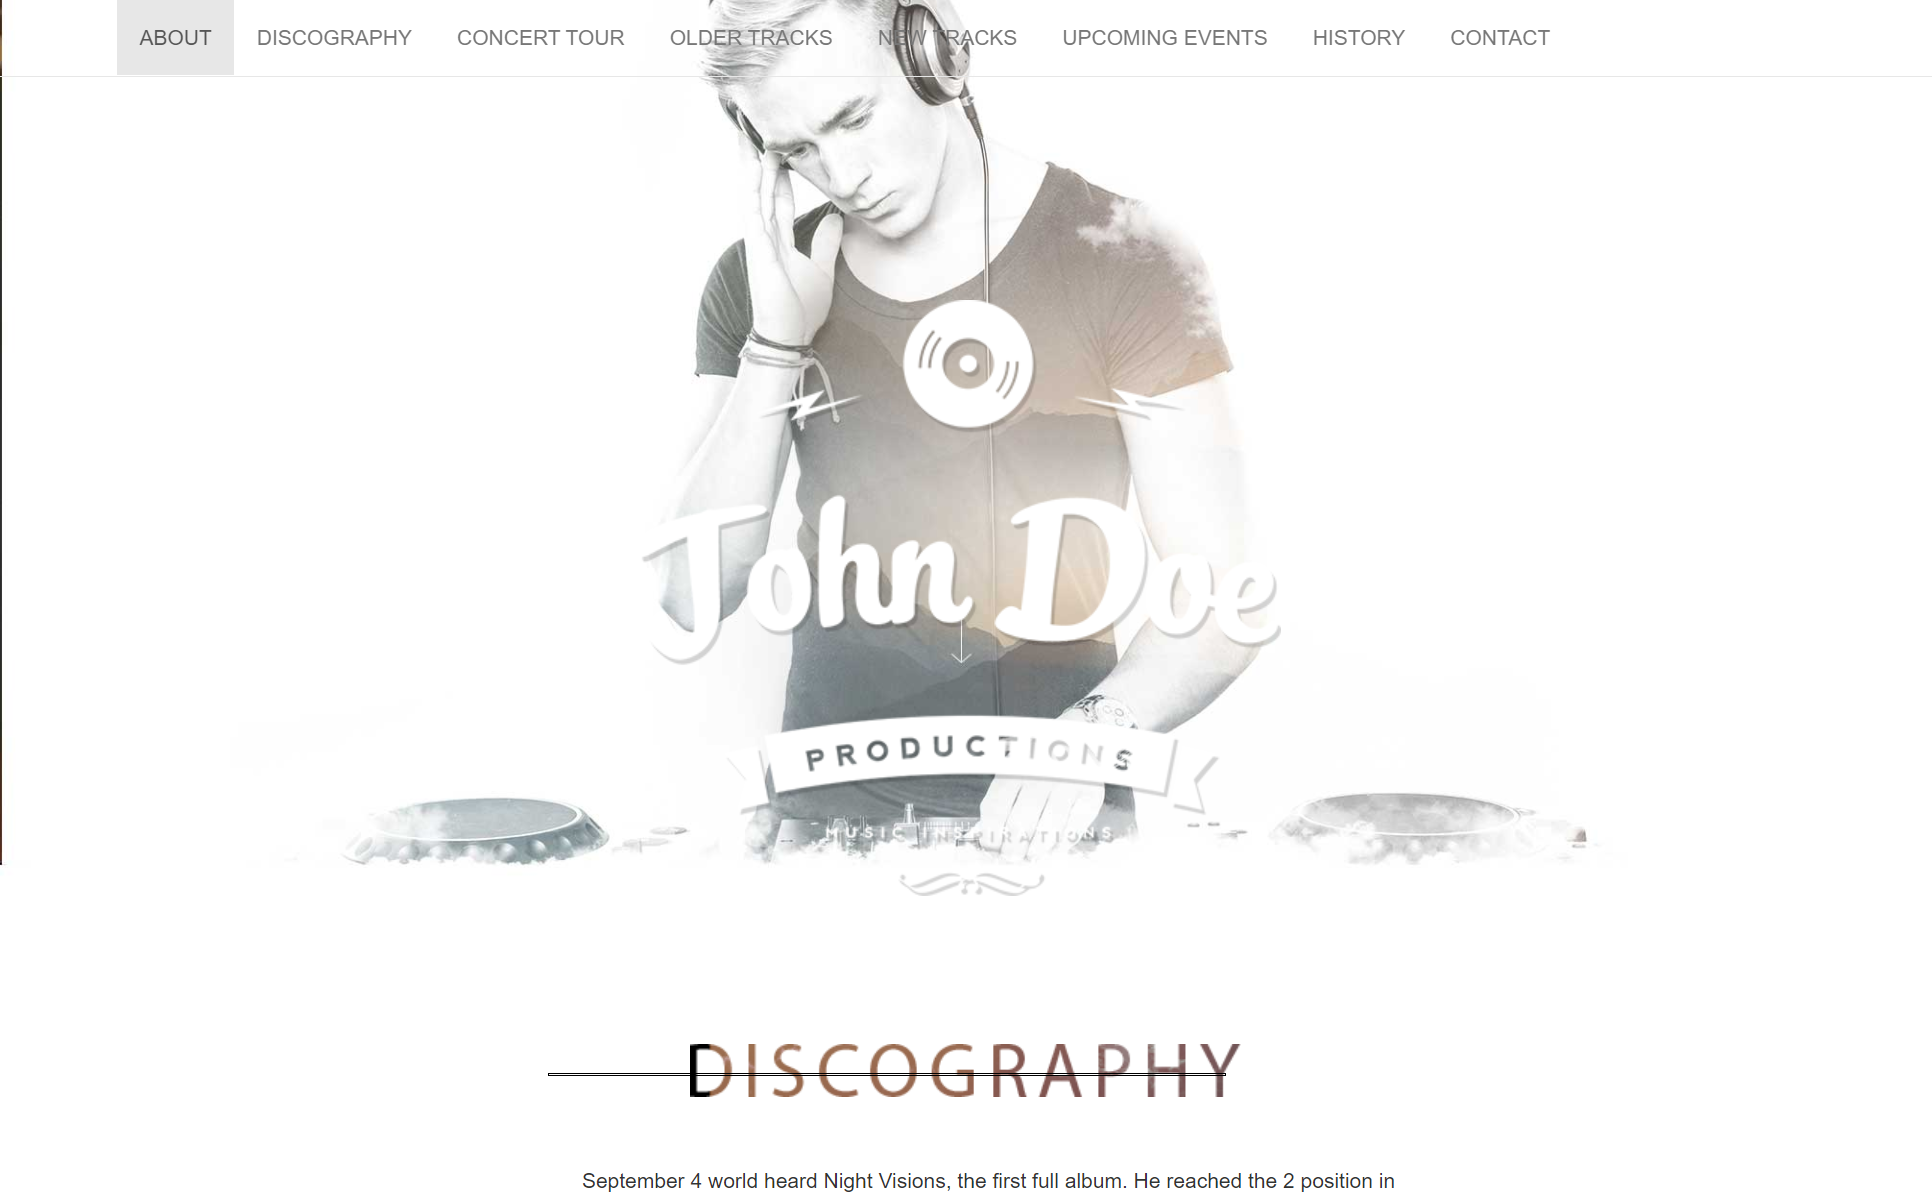 ABOUT DISCOGRAPHY CONCERT TOUR OLDER TRACKS NEW TRACKS UPCOMING EVENTS HISTORY CONTACT
John Doe
PRODUCTIONS
MUSIC INSPIRATIONS
DISCOGRAPHY
September 4 world heard Night Visions, the first full album. He reached the 2 position in